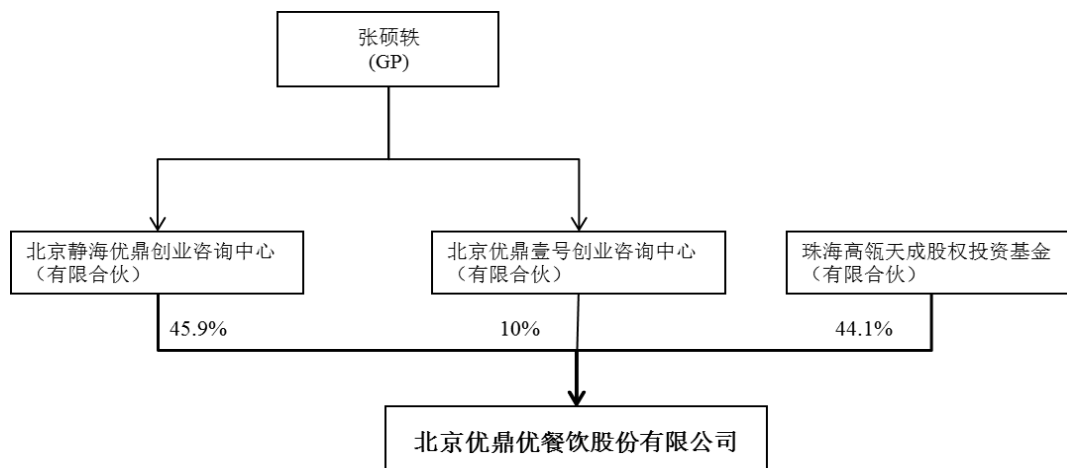 张硕轶
(GP)
北京静海优鼎创业咨询中心
（有限合伙）
北京优鼎壹号创业咨询中心
（有限合伙）
珠海高瓴天成股权投资基金
（有限合伙）
45.9%
10%
44.1%
北京优鼎优餐饮股份有限公司